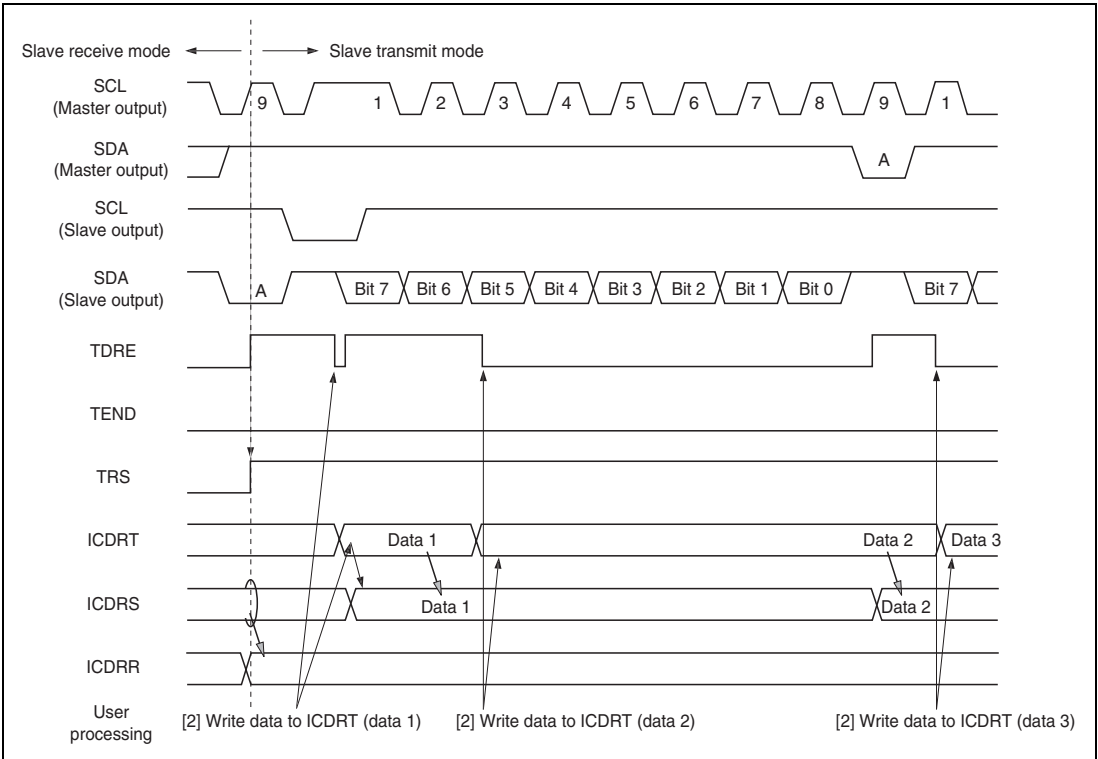 Slave receive mode Slave transmit mode
SCL
(Master output)
9 1 2 3 4 5 6 7 8 9 1
SDA
(Master output)
A
SCL
(Slave output)
SDA
(Slave output)
A Bit 7 Bit 6 Bit 5 Bit 4 Bit 3 Bit 2 Bit 1 Bit 0 Bit 7
TDRE
TEND
TRS
ICDRT
Data 1 Data 2 Data 3
ICDRS
Data 1 Data 2
ICDRR
User
processing
[2] Write data to ICDRT (data 1) [2] Write data to ICDRT (data 2) [2] Write data to ICDRT (data 3)